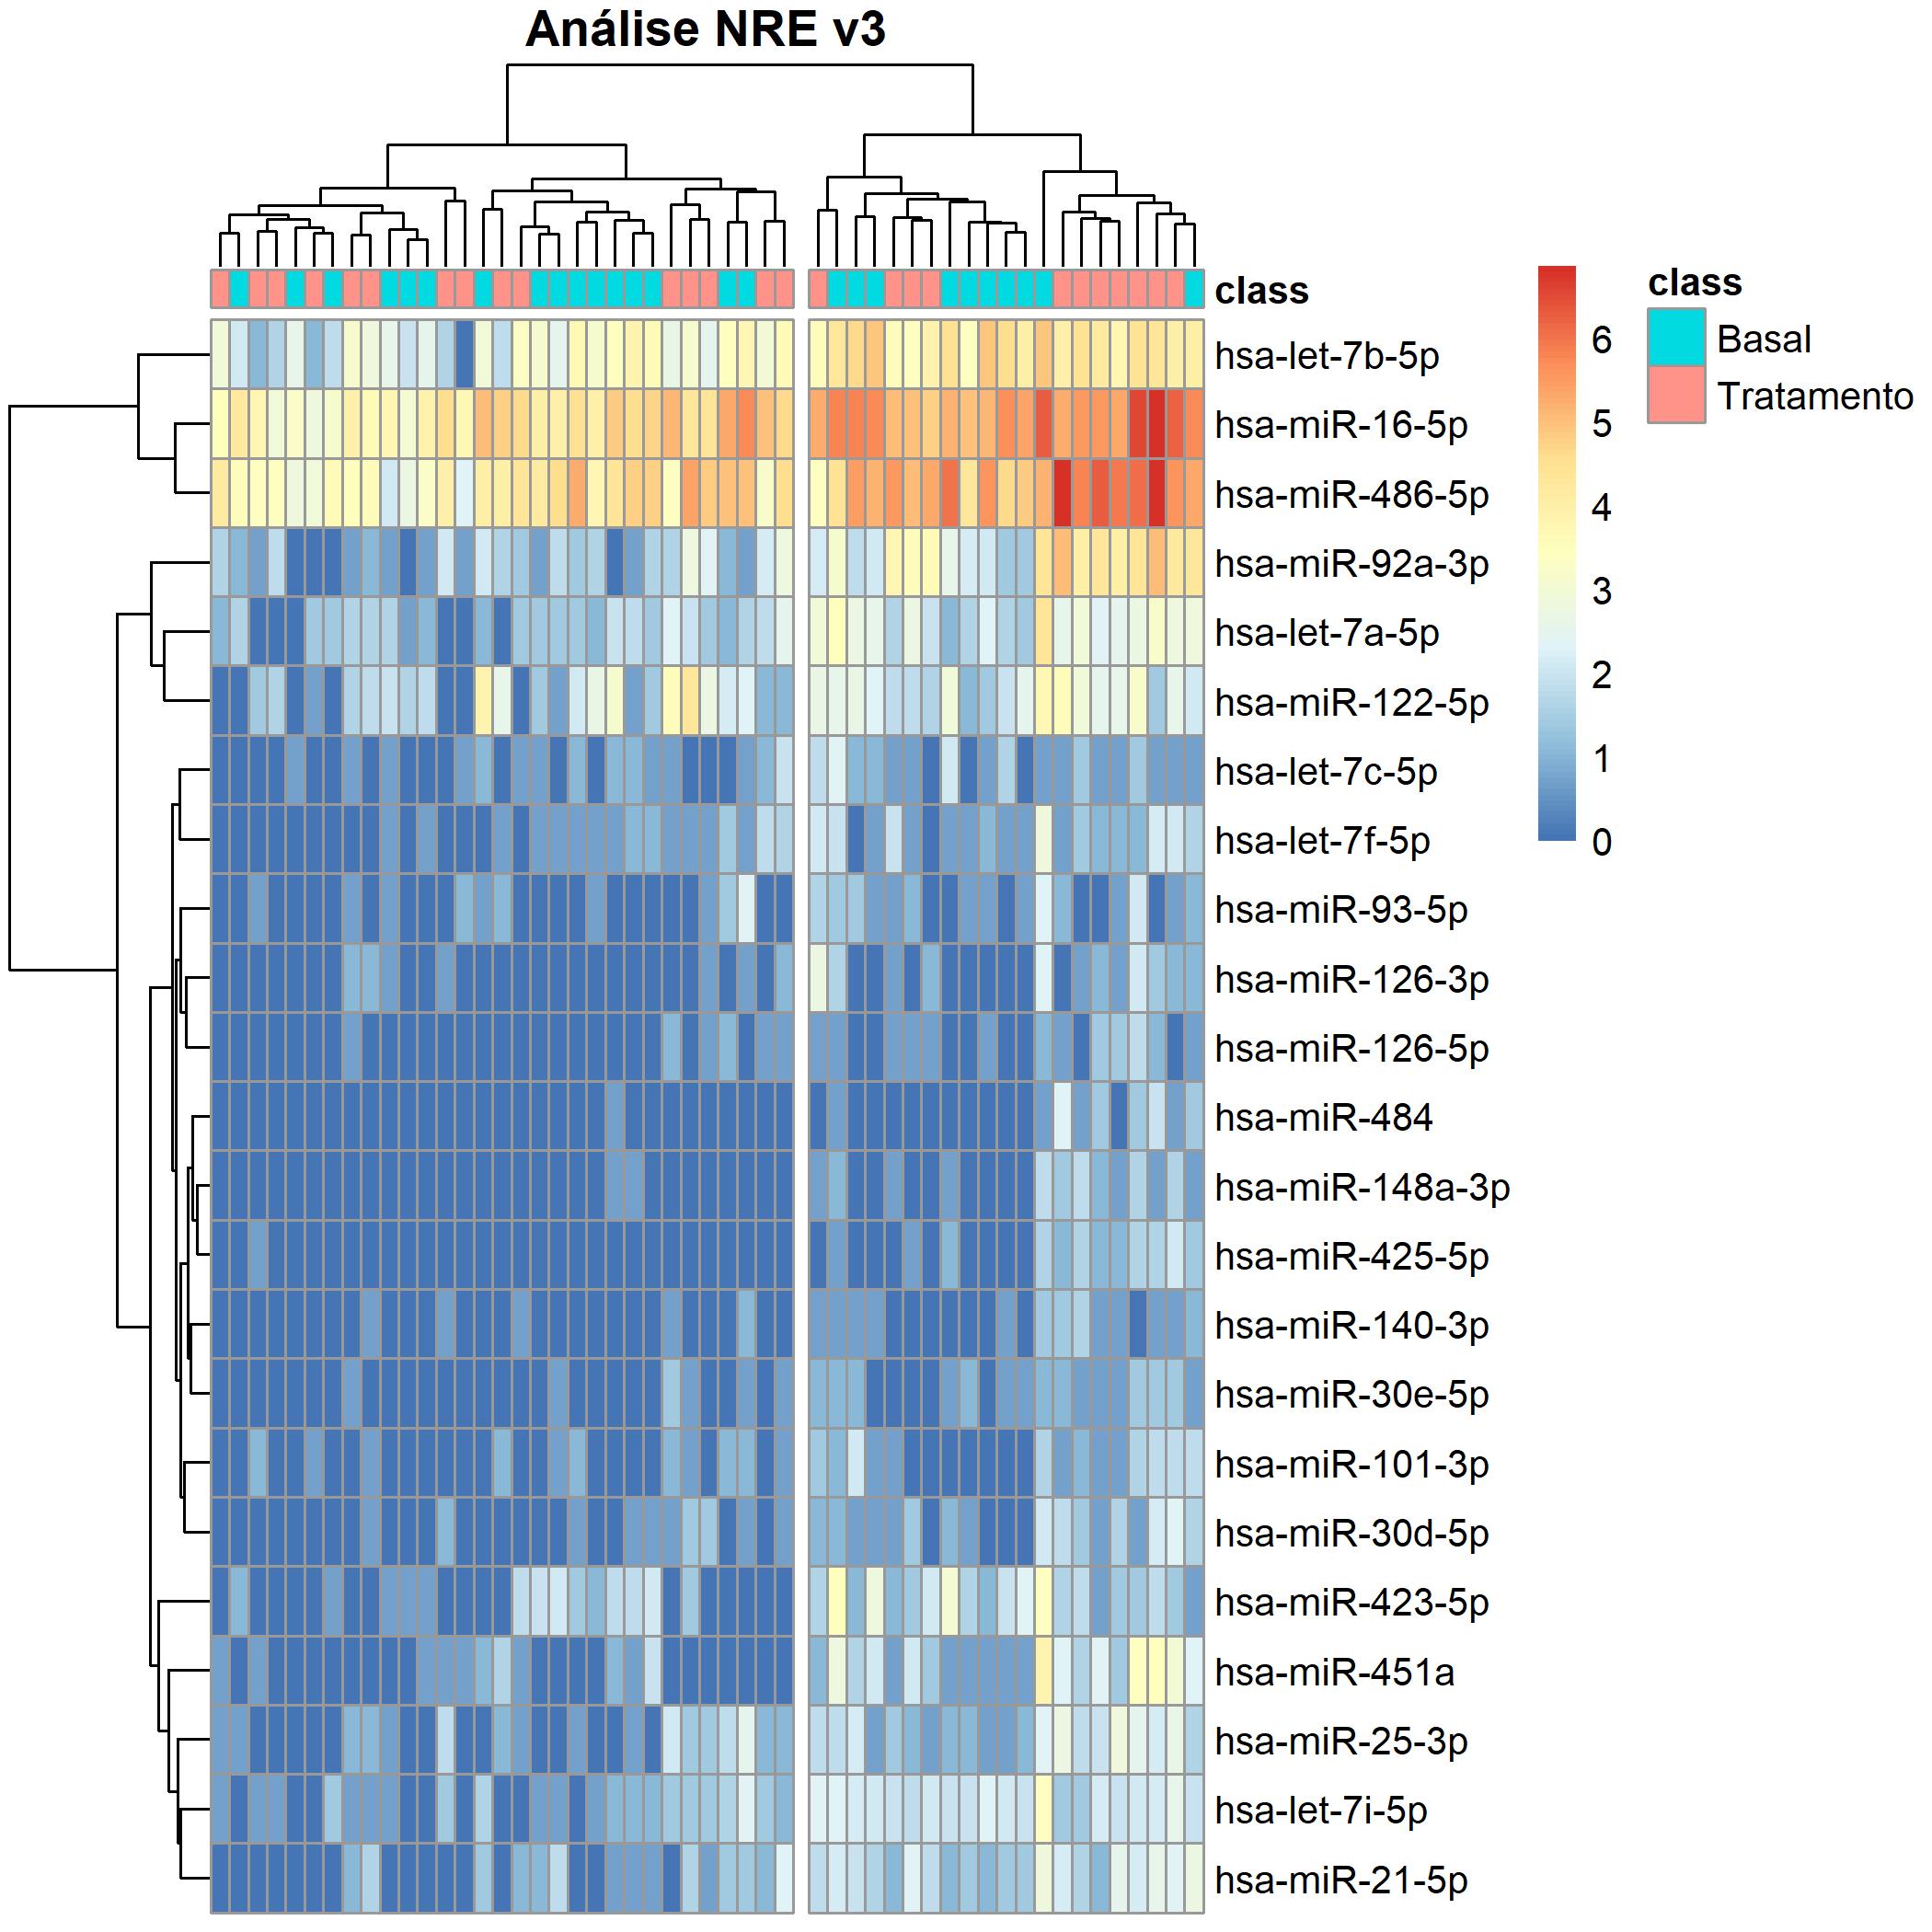 Análise NRE v3
class
hsa-let-7b-5p
hsa-miR-16-5p
hsa-miR-486-5p
hsa-miR-92a-3p
hsa-let-7a-5p
hsa-miR-122-5p
hsa-let-7c-5p
hsa-let-7f-5p
hsa-miR-93-5p
hsa-miR-126-3p
hsa-miR-126-5p
hsa-miR-484
hsa-miR-148a-3p
hsa-miR-425-5p
hsa-miR-140-3p
hsa-miR-30e-5p
hsa-miR-101-3p
hsa-miR-30d-5p
hsa-miR-423-5p
hsa-miR-451a
hsa-miR-25-3p
hsa-let-7i-5p
hsa-miR-21-5p
6
5
4
3
2
1
0
class
Basal
Tratamento